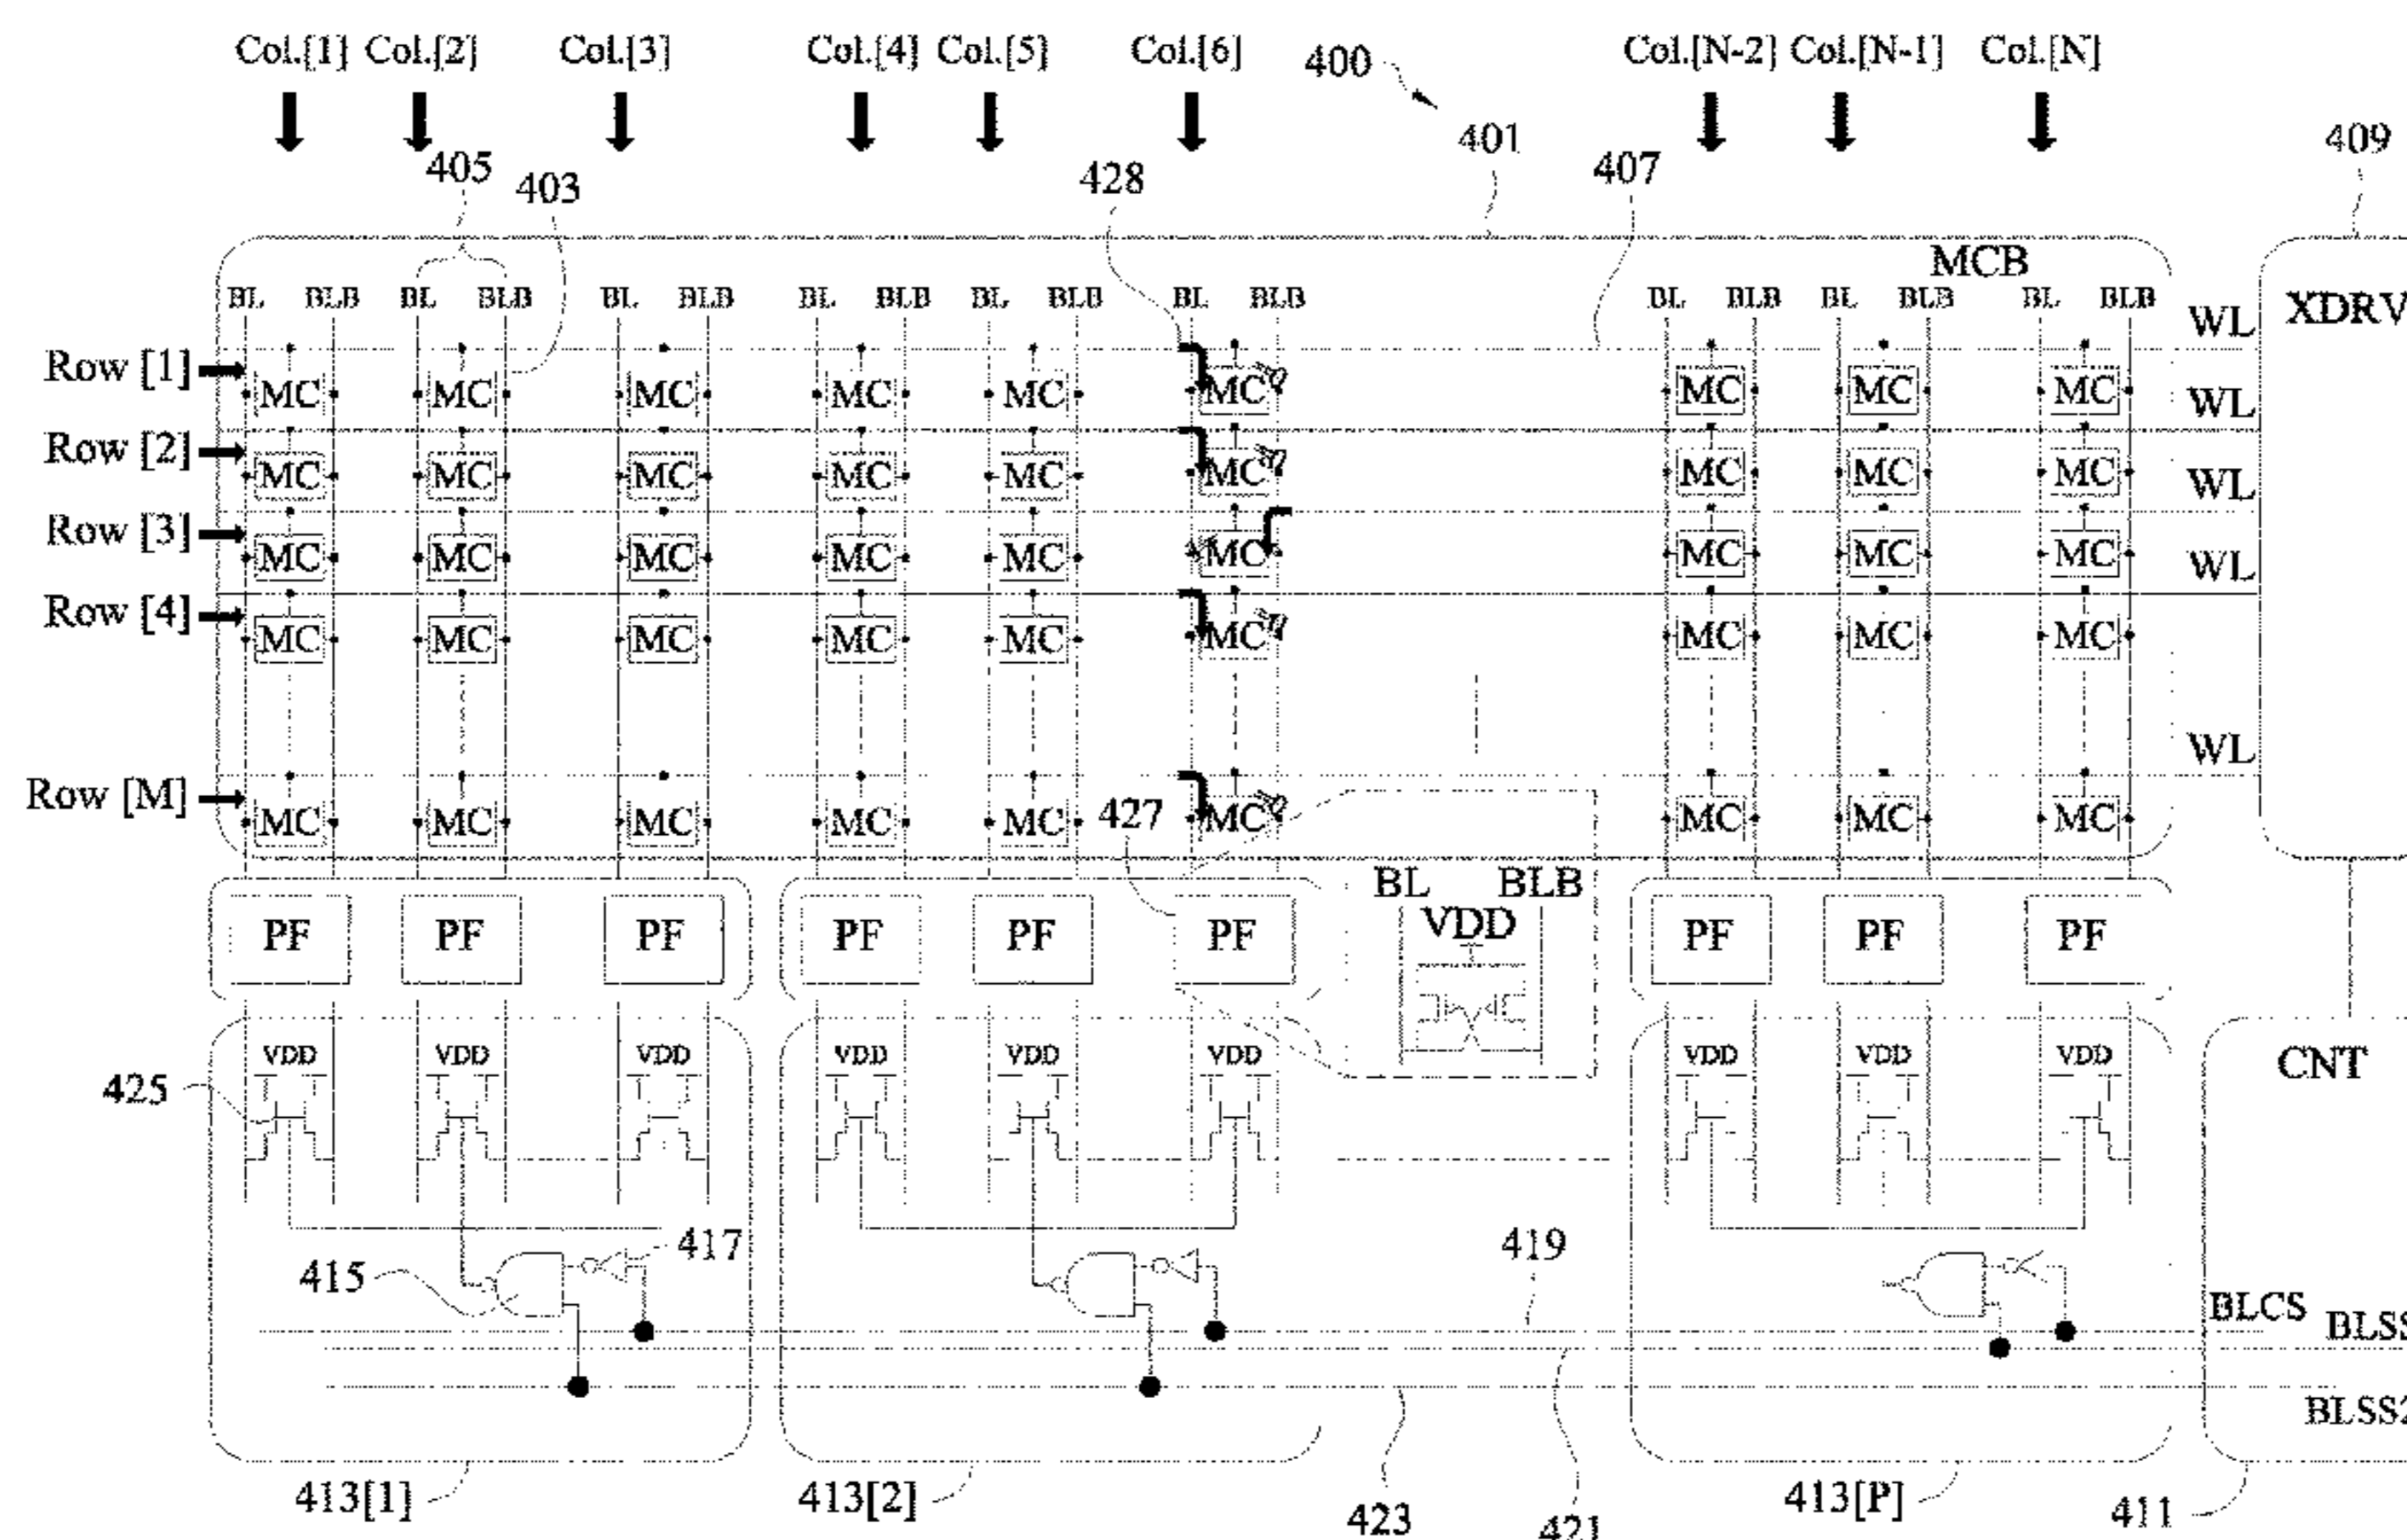 Col.[1] Col.[2] Col.[3] Col.[4] Col.[5] Col.[6] 400 Col.[N-2] Col.[N-1] Col.[N]
401 409
405 403 428 407
MCB
BL BLB BL BLB BL BLB BL BLB BL BLB BL BLB BL BLB BL BLB BL BLB
WL XDRV
Row [1] MC MC MC MC MC MC MC MC MC
WL
Row [2] MC MC MC MC MC MC MC MC MC
WL
Row [3] MC MC MC MC MC MC MC MC MC
WL
Row [4] MC MC MC MC MC MC MC MC MC
WL
Row [M] MC MC MC MC MC 427 MC MC MC MC
BL BLB
PF PF PF PF PF PF VDD PF PF PF
VDD VDD VDD VDD VDD VDD VDD VDD VDD CNT
425
417 419
415
BLCS
BLSS
BLSS2
413[1] 413[2] 423 421 413[P] 411